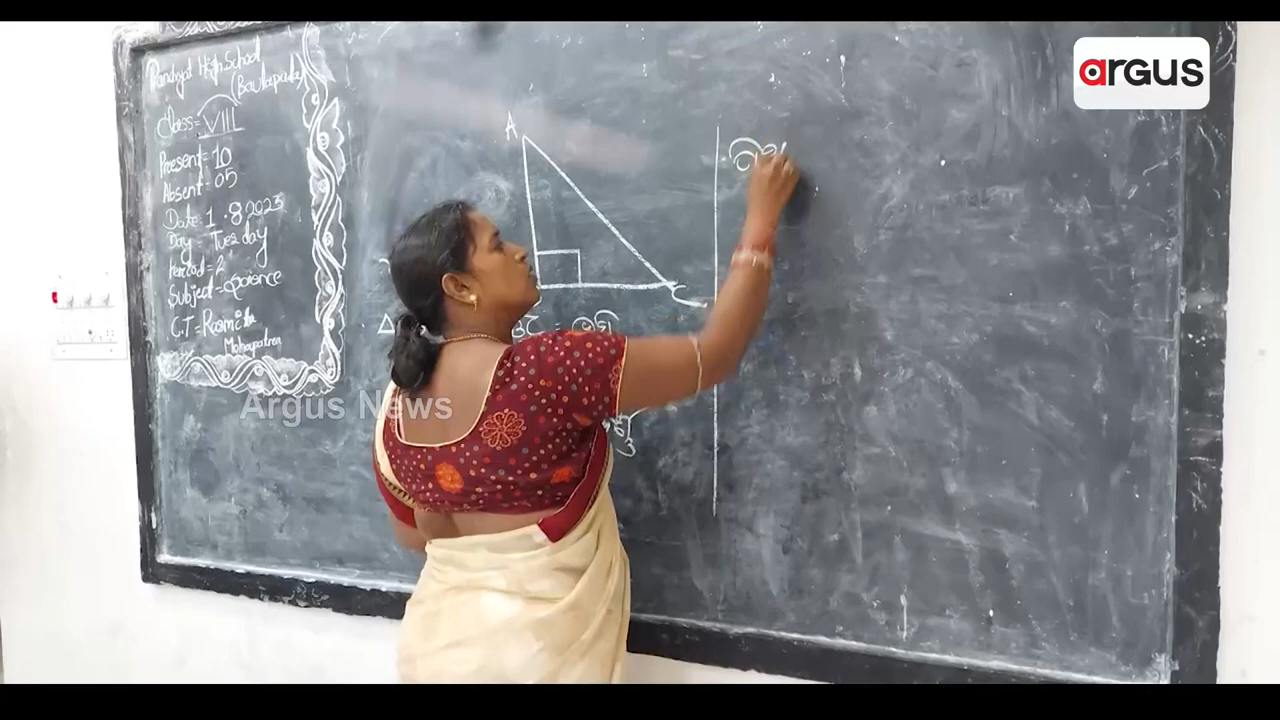 Panchayat High School
(Baulapada)
Class = VIII
Present = 10
Absent = 05
Date = 1.8.2023
Day = Tuesday
Period = 2
Subject = Science
C.T = Rasmita
Mohapatra
A
C
Δ
BC = ଭୂମି
argus
Argus News